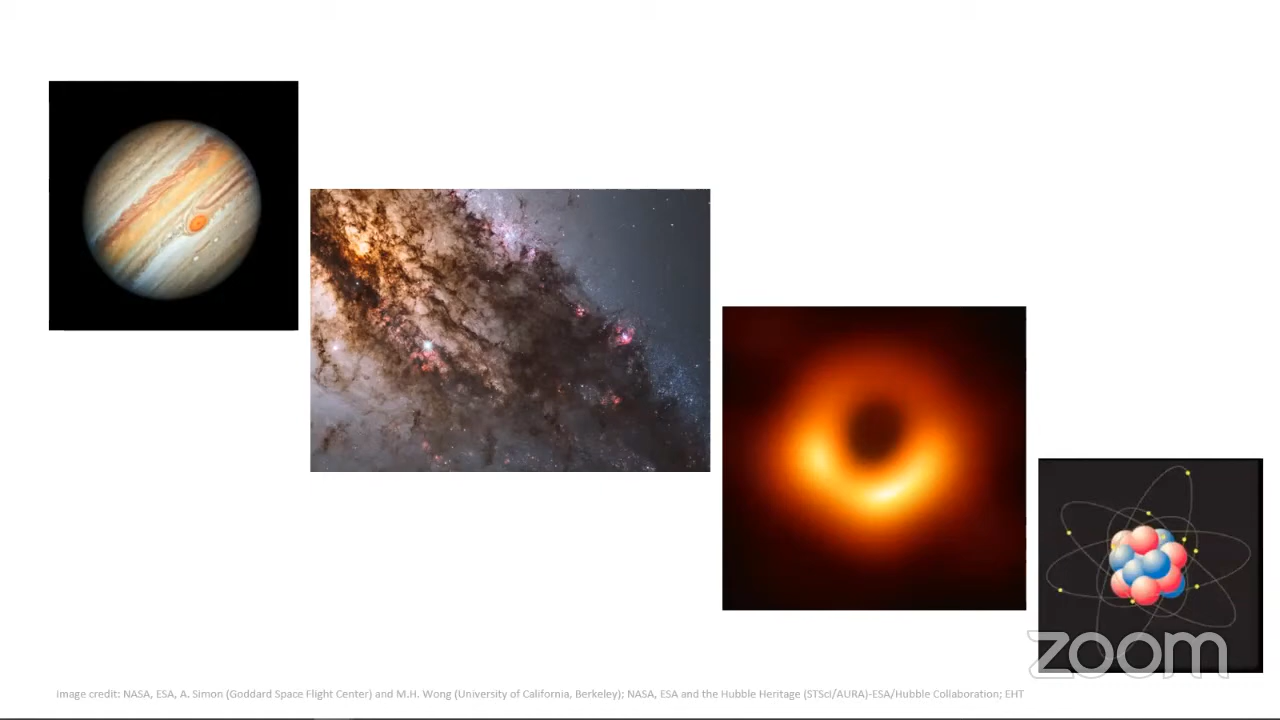 zoom
Image credit: NASA, ESA, A. Simon (Goddard Space Flight Center) and M.H. Wong (University of California, Berkeley); NASA, ESA and the Hubble Heritage (STScI/AURA)-ESA/Hubble Collaboration; EHT